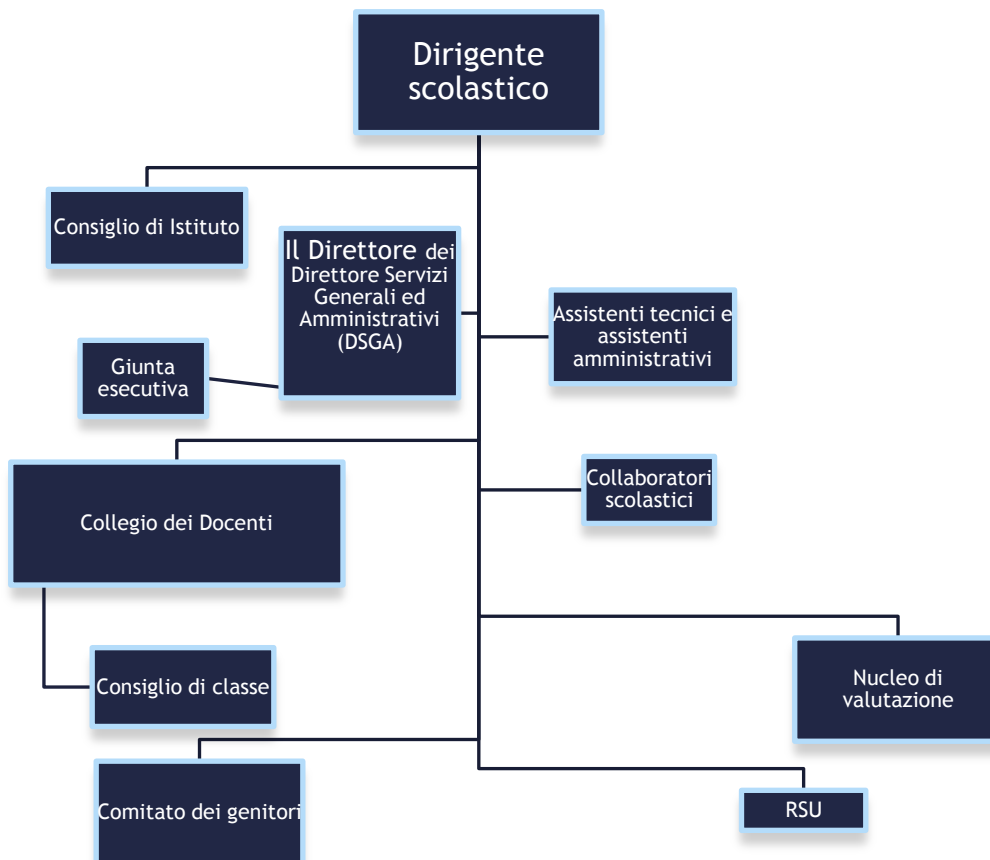 Dirigente
scolastico
Consiglio di Istituto
Il Direttore dei
Direttore Servizi
Generali ed
Amministrativi
(DSGA)
Assistenti tecnici e
assistenti
amministrativi
Giunta
esecutiva
Collaboratori
scolastici
Collegio dei Docenti
Consiglio di classe
Nucleo di
valutazione
Comitato dei genitori
RSU